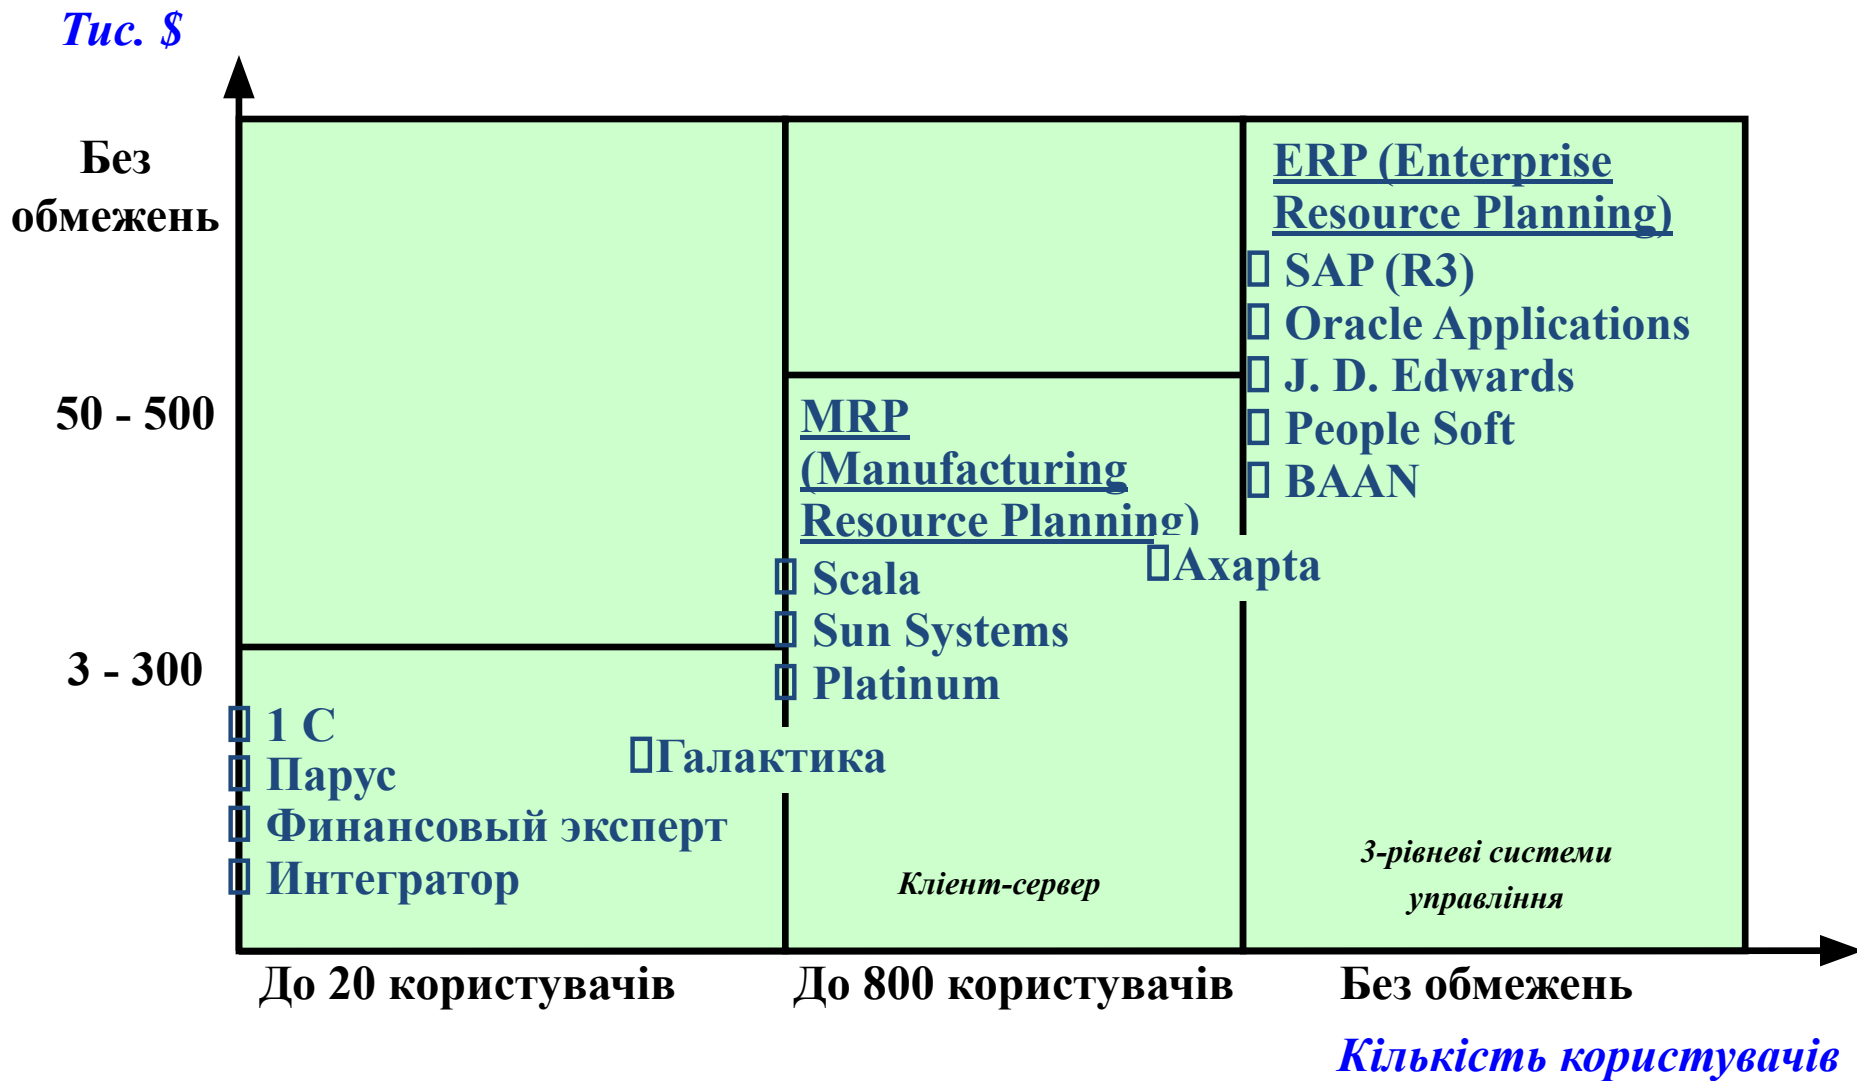 Тис. $
Без
обмежень
50 - 500
3 - 300
ERP (Enterprise
Resource Planning)
SAP (R3)
Oracle Applications
J. D. Edwards
People Soft
BAAN
MRP
(Manufacturing
Resource Planning)
Axapta
Scala
Sun Systems
Platinum
1 С
Парус
Финансовый эксперт
Интегратор
Галактика
Кліент-сервер
3-рівневі системи
управління
До 20 користувачів
До 800 користувачів
Без обмежень
Кількість користувачів